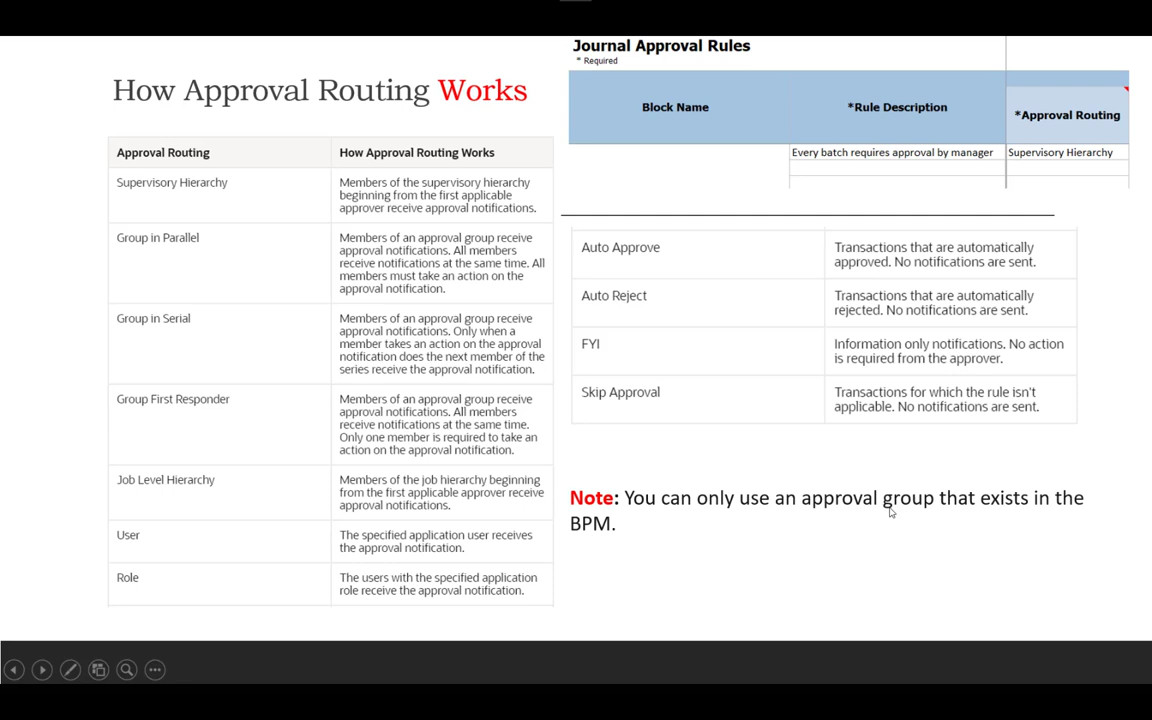 How Approval Routing Works
Approval Routing
How Approval Routing Works
Supervisory Hierarchy
Members of the supervisory hierarchy
beginning from the first applicable
approver receive approval notifications.
Group in Parallel
Members of an approval group receive
approval notifications. All members
receive notifications at the same time. All
members must take an action on the
approval notification.
Group in Serial
Members of an approval group receive
approval notifications. Only when a
member takes an action on the approval
notification does the next member of the
series receive the approval notification.
Group First Responder
Members of an approval group receive
approval notifications. All members
receive notifications at the same time.
Only one member is required to take an
action on the approval notification.
Job Level Hierarchy
Members of the job hierarchy beginning
from the first applicable approver receive
approval notifications.
User
The specified application user receives
the approval notification.
Role
The users with the specified application
role receive the approval notification.
Journal Approval Rules
* Required
Block Name
*Rule Description
*Approval Routing
Every batch requires approval by manager
Supervisory Hierarchy
Auto Approve
Transactions that are automatically
approved. No notifications are sent.
Auto Reject
Transactions that are automatically
rejected. No notifications are sent.
FYI
Information only notifications. No action
is required from the approver.
Skip Approval
Transactions for which the rule isn't
applicable. No notifications are sent.
Note: You can only use an approval group that exists in the
BPM.